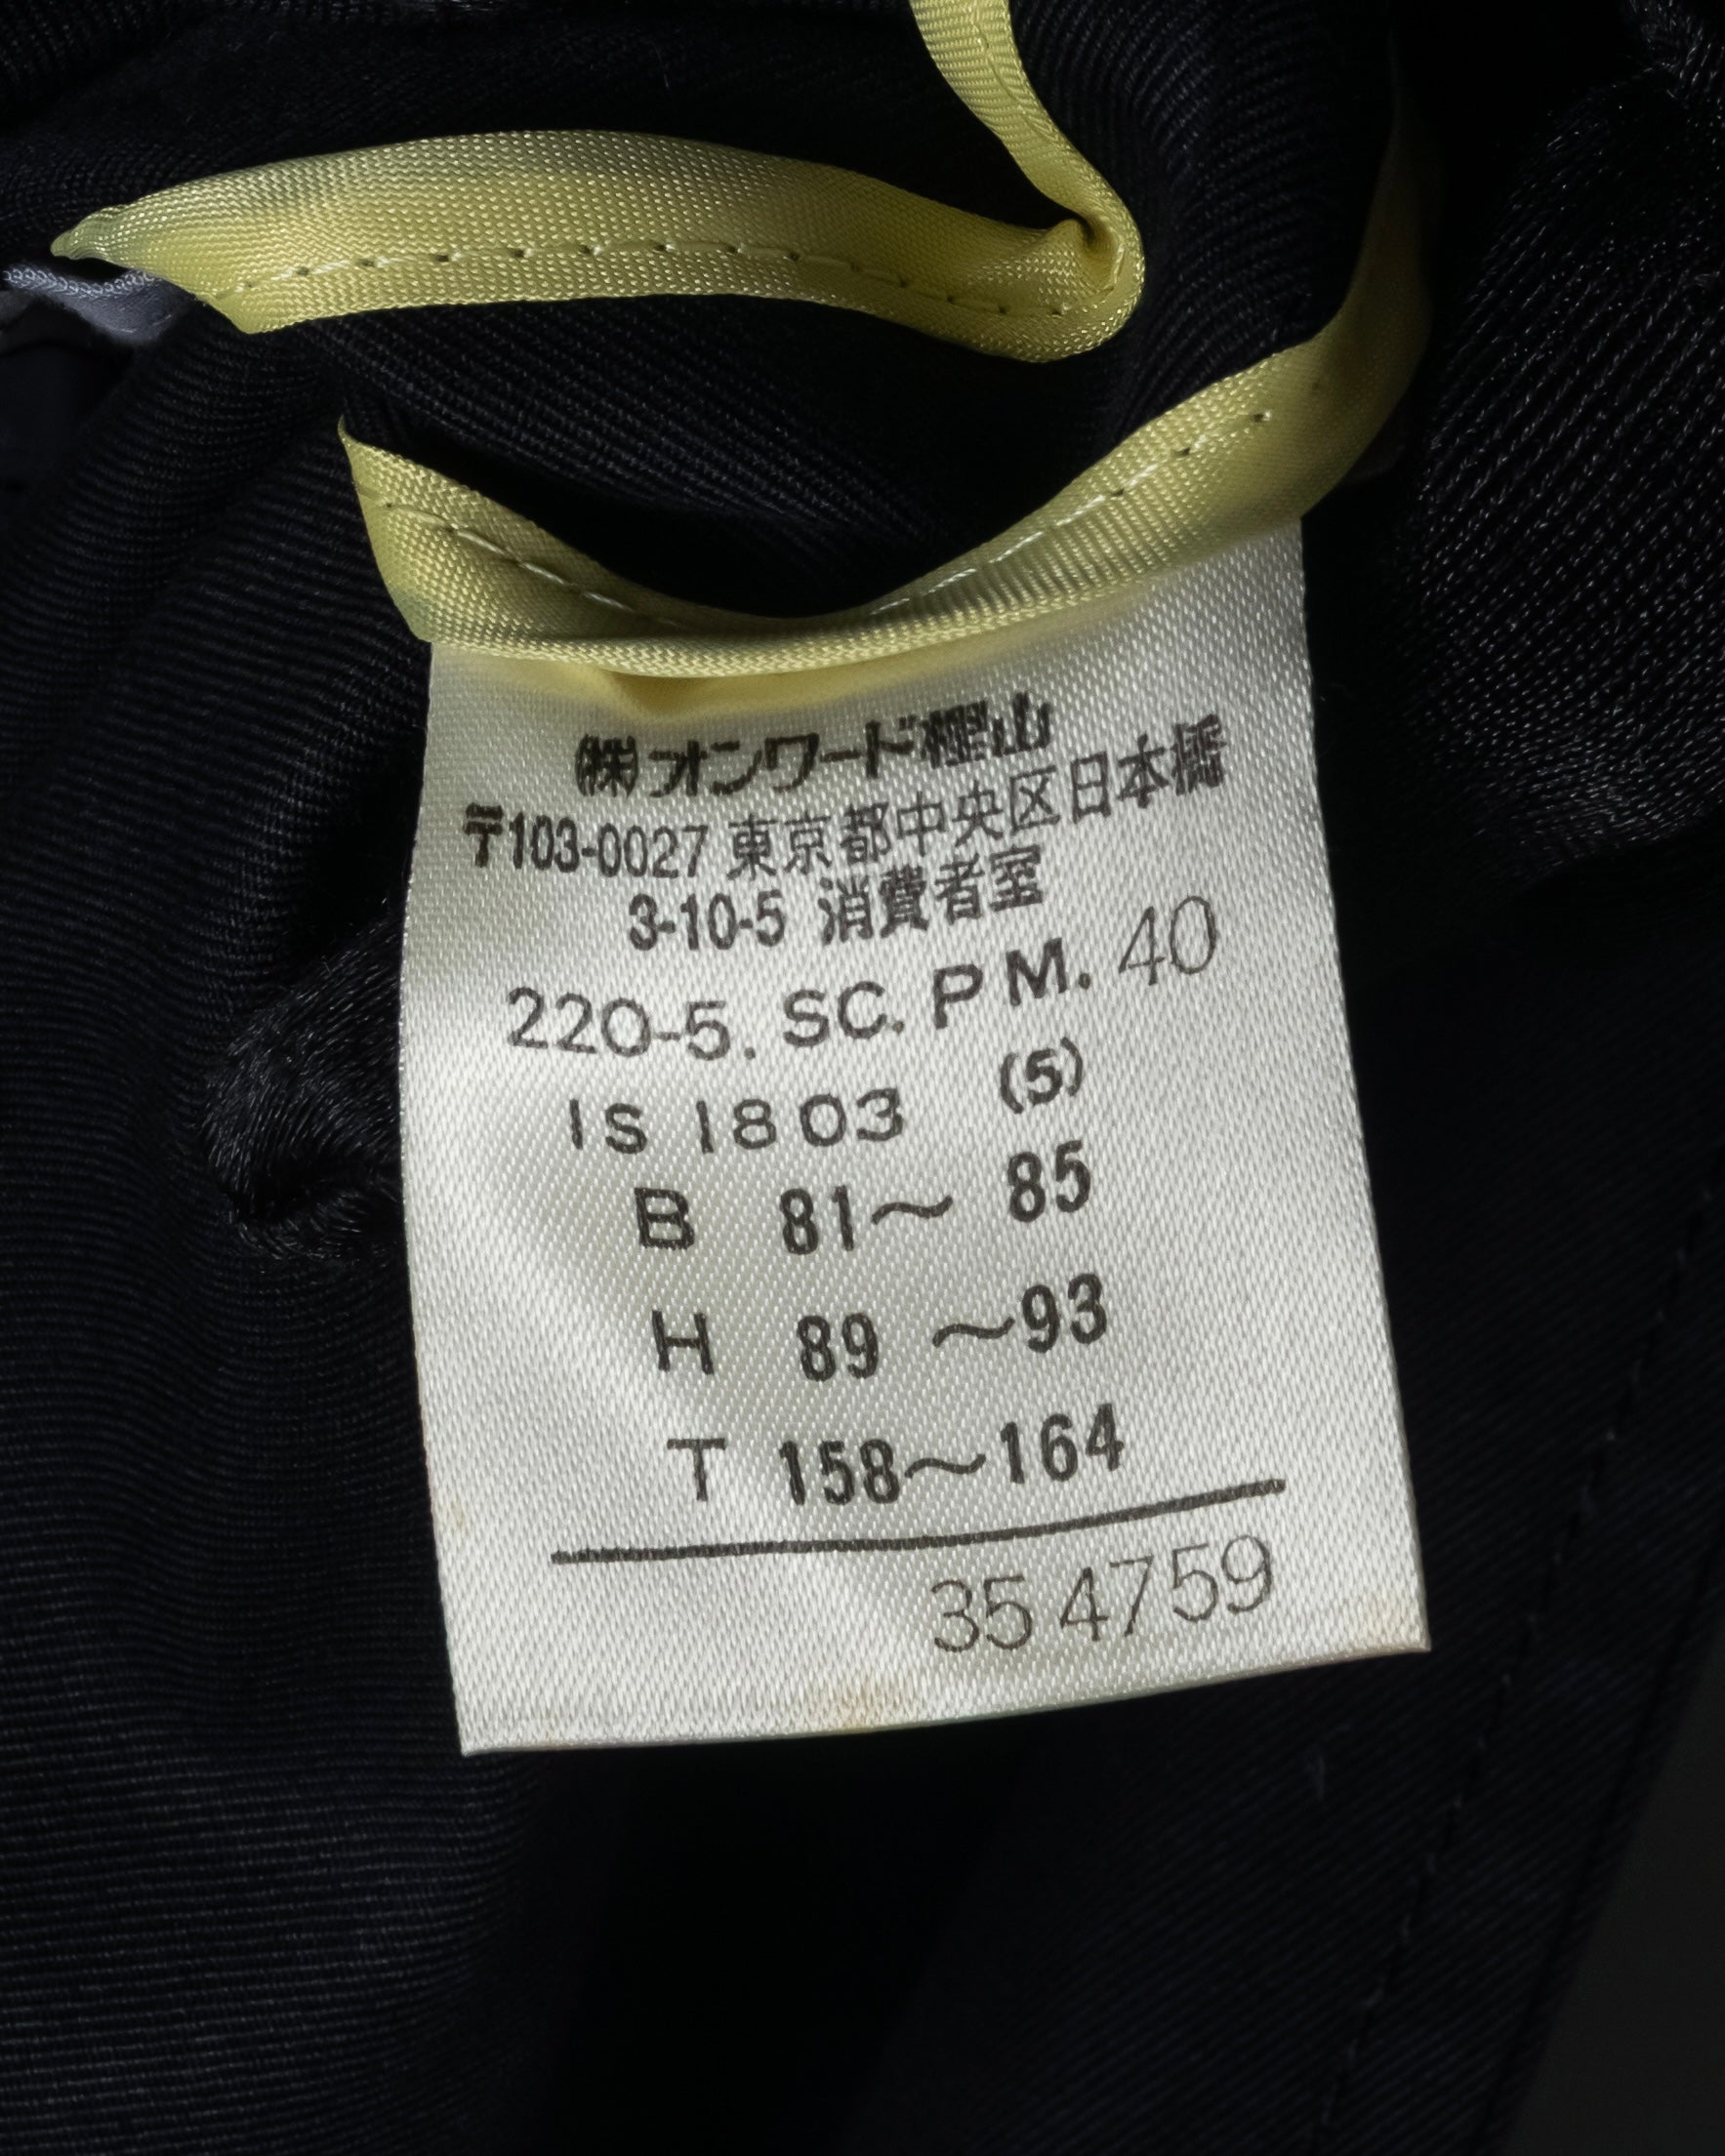 ㈱オンワード樫山
〒103-0027 東京都中央区日本橋
3-10-5 消費者室
220-5. SC. PM. 40
IS 1803 (5)
B 81〜 85
H 89 〜93
T 158〜164
354759